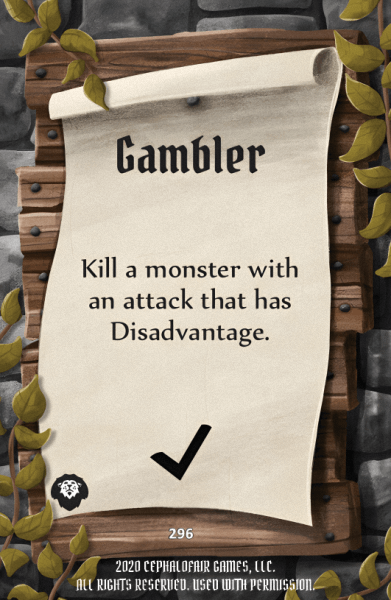 Gambler
Kill a monster with
an attack that has
Disadvantage.
296
2020 CEPHALOFAIR GAMES, LLC.
ALL RIGHTS RESERVED. USED WITH PERMISSION.